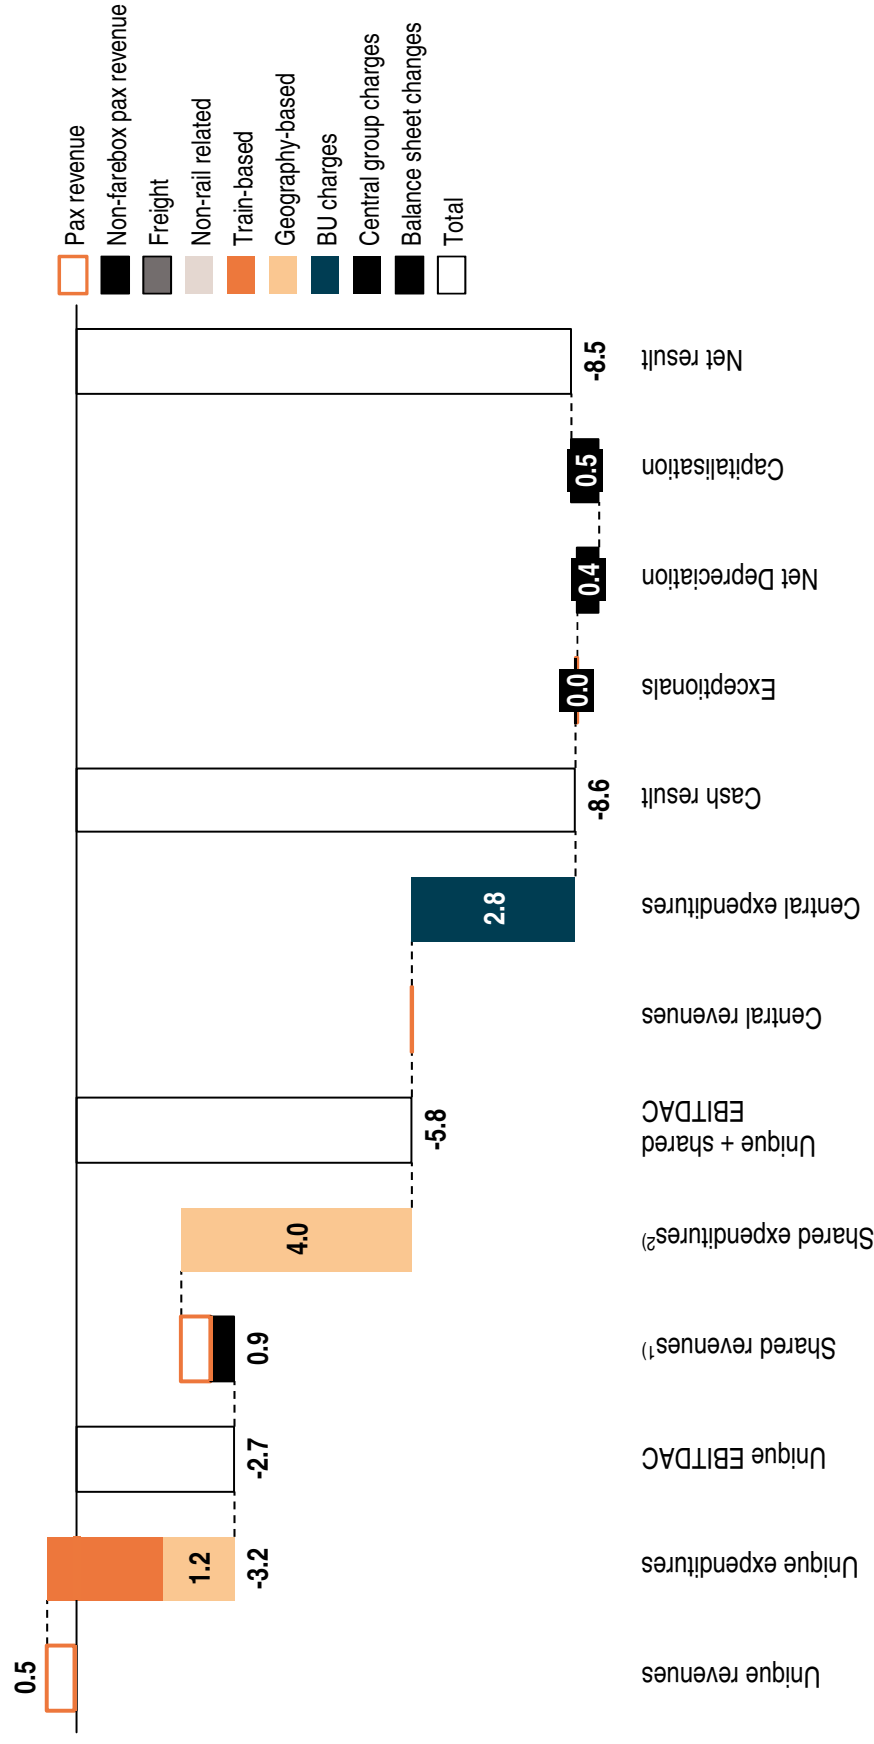 Pax revenue
Non-farebox pax revenue
Freight
Non-rail related
Train-based
Geography-based
BU charges
Central group charges
Balance sheet changes
Total
0.5
1.2
-3.2
-2.7
0.9
4.0
-5.8
2.8
-8.6
0.0
0.4
0.5
-8.5
Unique revenues
Unique expenditures
Unique EBITDAC
Shared revenues¹⁾
Shared expenditures²⁾
Unique + shared
EBITDAC
Central revenues
Central expenditures
Cash result
Exceptionals
Net Depreciation
Capitalisation
Net result